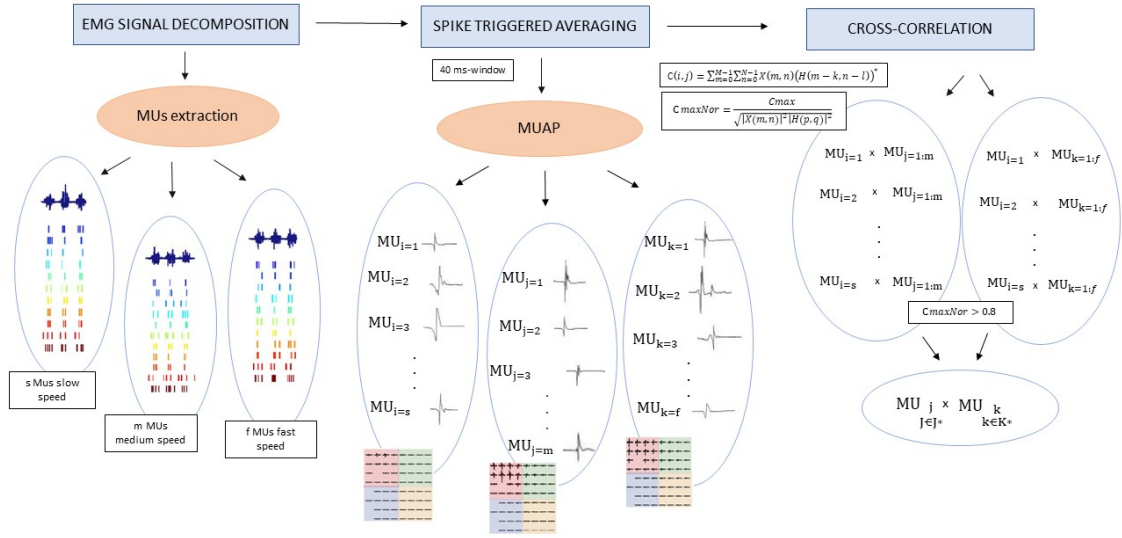 EMG SIGNAL DECOMPOSITION
SPIKE TRIGGERED AVERAGING
CROSS-CORRELATION
MUs extraction
s Mus slow
speed
m MUs
medium speed
f MUs fast
speed
40 ms-window
MUAP
MU_{i=1}
MU_{i=2}
MU_{i=3}
.
.
.
MU_{i=s}
MU_{j=1}
MU_{j=2}
MU_{j=3}
.
.
.
MU_{j=m}
MU_{k=1}
MU_{k=2}
MU_{k=3}
.
.
.
MU_{k=f}
C(i, j) = ∑_{m=0}^{M−1} ∑_{n=0}^{N−1} X(m, n)(H(m − k, n − l))^*
CmaxNor = Cmax / √(|X(m,n)|² |H(p,q)|²)
MU_{i=1} x MU_{j=1:m}
MU_{i=2} x MU_{j=1:m}
.
.
.
MU_{i=s} x MU_{j=1:m}
MU_{i=1} x MU_{k=1:f}
MU_{i=2} x MU_{k=1:f}
.
.
.
MU_{i=s} x MU_{k=1:f}
CmaxNor > 0.8
MU_{j J∈J*} x MU_{k k∈K*}